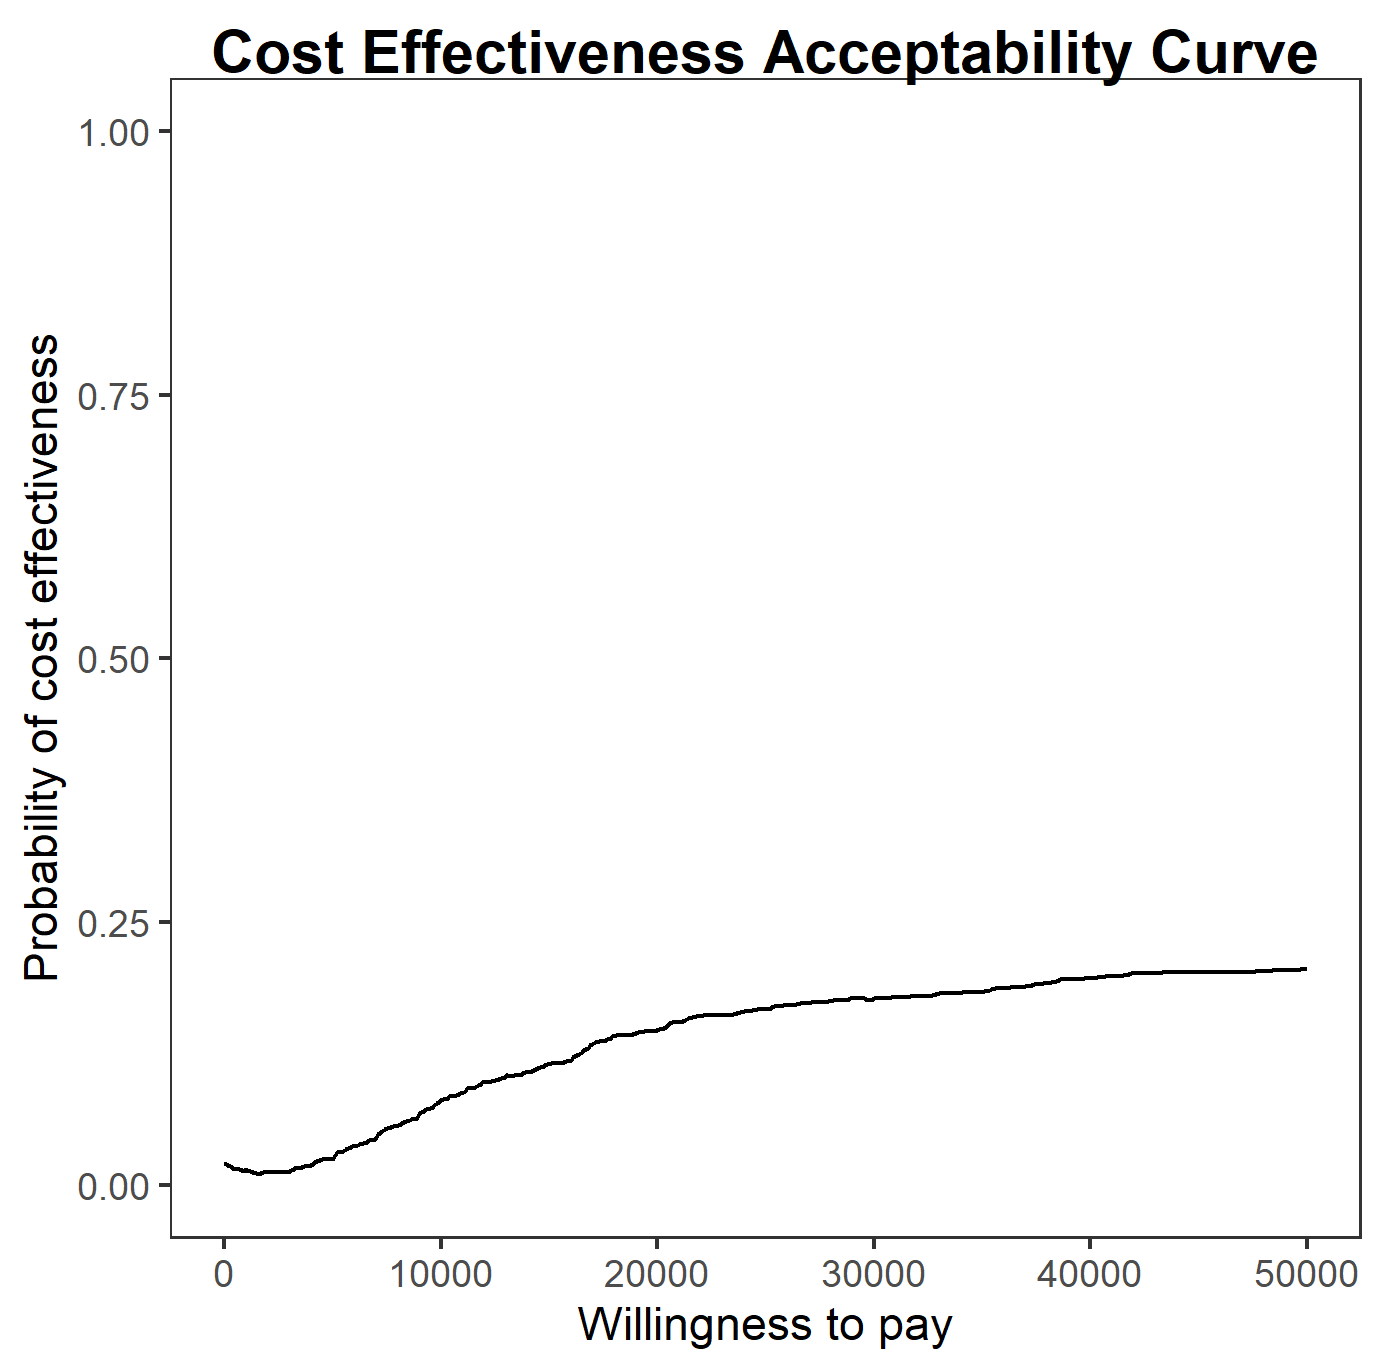 Cost Effectiveness Acceptability Curve
Probability of cost effectiveness
1.00
0.75
0.50
0.25
0.00
0 10000 20000 30000 40000 50000
Willingness to pay